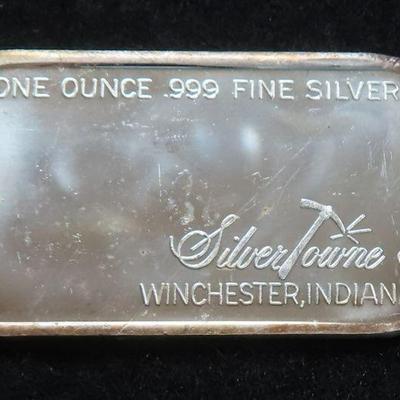 ONE OUNCE .999 FINE SILVER
SilverTowne
WINCHESTER, INDIANA